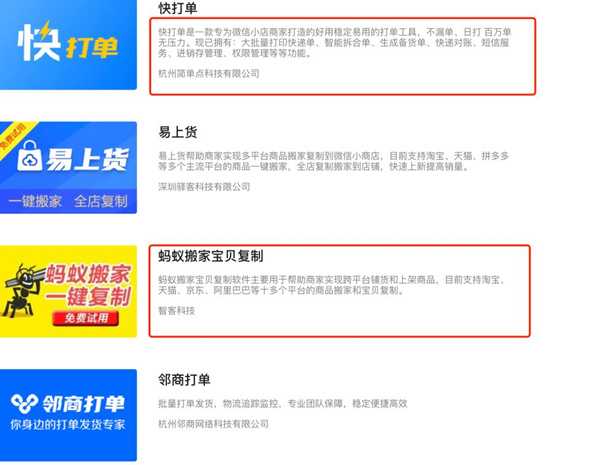 快打单
快打单
快打单是一款专为微信小店商家打造的好用稳定易用的打单工具，不漏单、日打 百万单
无压力。现已拥有：大批量打印快递单、智能拆合单、生成备货单、快递对账、短信服
务、进销存管理、权限管理等等功能。
杭州简单点科技有限公司
免费试用
易上货
一键搬家 全店复制
易上货
易上货帮助商家实现多平台商品搬家复制到微信小商店，目前支持淘宝、天猫、拼多多
等多个主流平台的商品一键搬家，全店复制搬家到店铺，快速上新提高销量。
深圳驿客科技有限公司
蚂蚁搬家
一键复制
免费试用
蚂蚁搬家宝贝复制
蚂蚁搬家宝贝复制软件主要用于帮助商家实现跨平台铺货和上架商品。目前支持淘宝、
天猫、京东、阿里巴巴等十多个平台的商品搬家和宝贝复制。
智客科技
邻商打单
你身边的打单发货专家
邻商打单
批量打单发货，物流追踪监控、专业团队保障，稳定便捷高效
杭州邻商网络科技有限公司